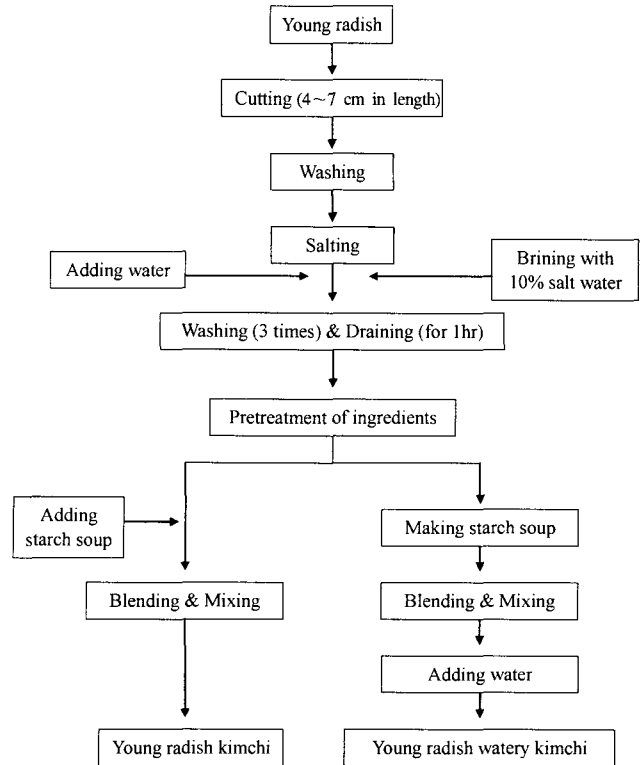 Young radish
Cutting (4~7 cm in length)
Washing
Salting
Adding water
Brining with
10% salt water
Washing (3 times) & Draining (for 1hr)
Pretreatment of ingredients
Adding
starch soup
Making starch soup
Blending & Mixing
Blending & Mixing
Adding water
Young radish kimchi
Young radish watery kimchi